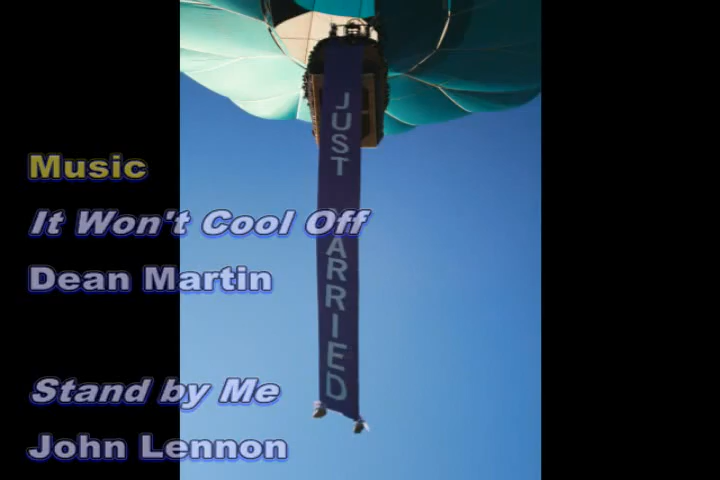 JUST MARRIED
Music
It Won't Cool Off
Dean Martin
Stand by Me
John Lennon